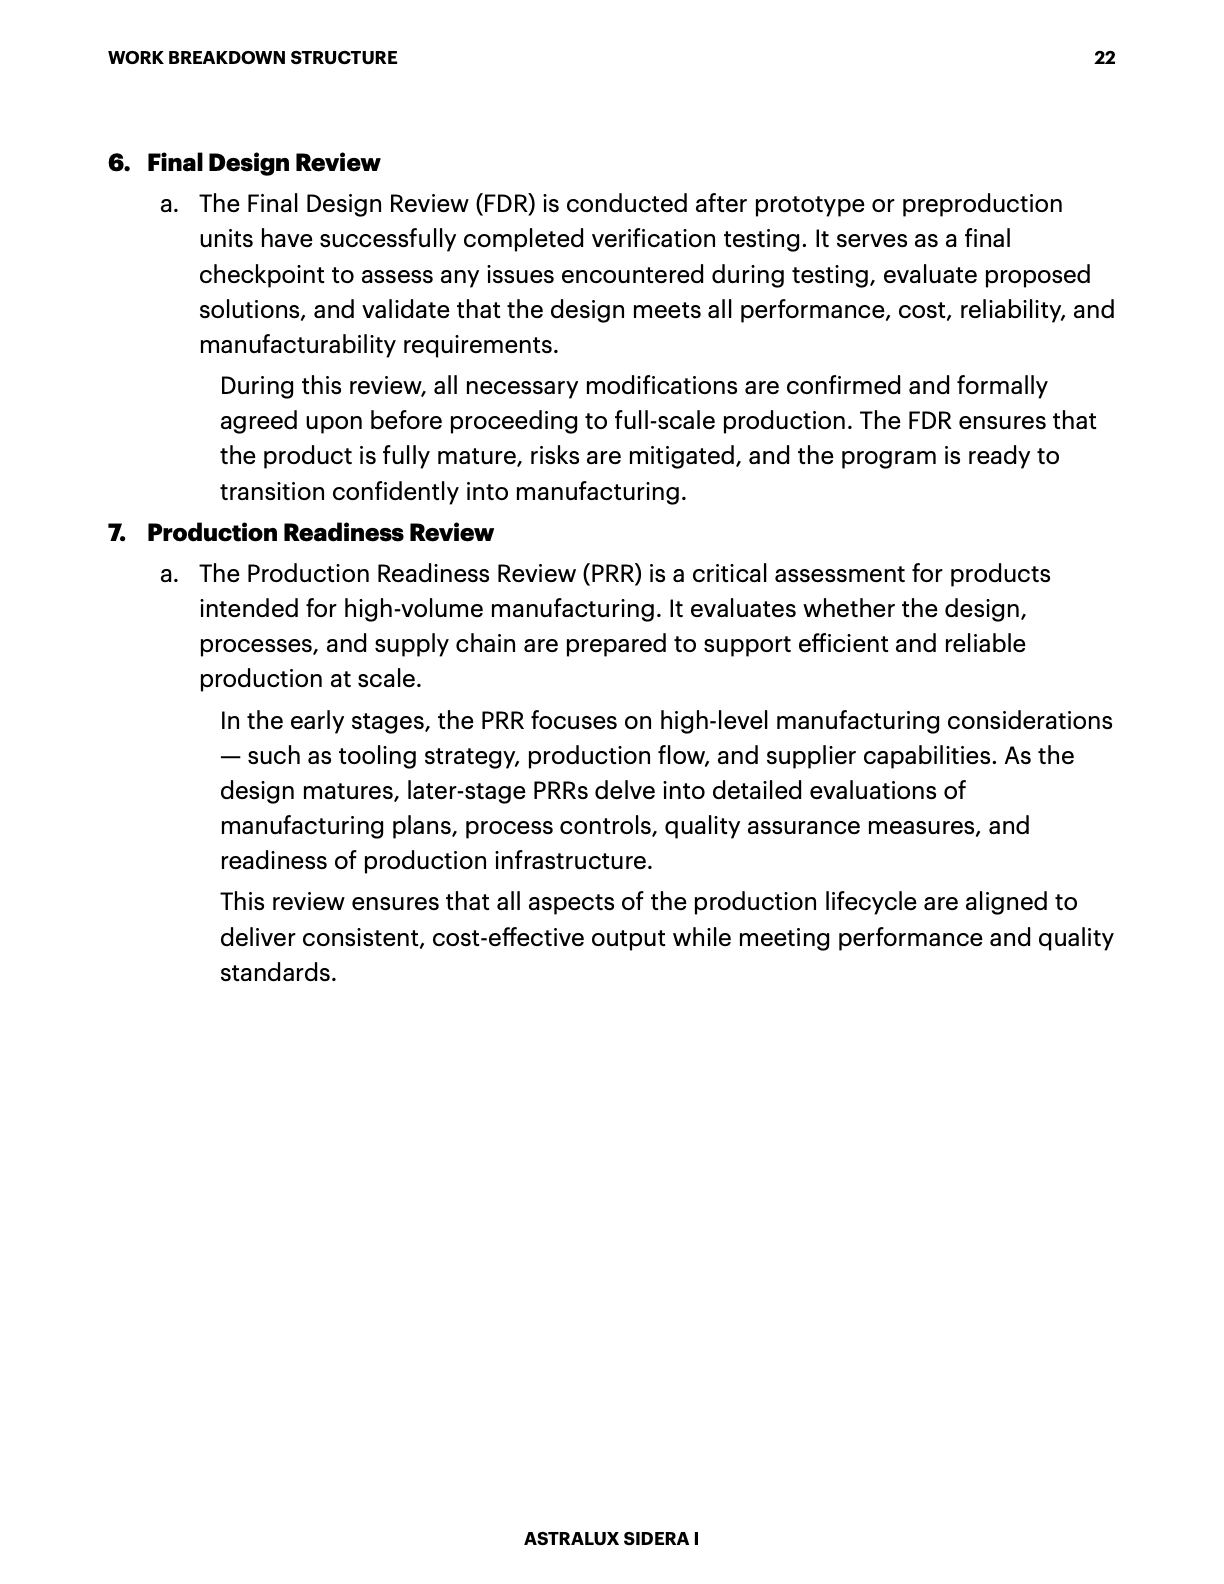 WORK BREAKDOWN STRUCTURE 22
6. Final Design Review
a. The Final Design Review (FDR) is conducted after prototype or preproduction
units have successfully completed verification testing. It serves as a final
checkpoint to assess any issues encountered during testing, evaluate proposed
solutions, and validate that the design meets all performance, cost, reliability, and
manufacturability requirements.
During this review, all necessary modifications are confirmed and formally
agreed upon before proceeding to full-scale production. The FDR ensures that
the product is fully mature, risks are mitigated, and the program is ready to
transition confidently into manufacturing.
7. Production Readiness Review
a. The Production Readiness Review (PRR) is a critical assessment for products
intended for high-volume manufacturing. It evaluates whether the design,
processes, and supply chain are prepared to support efficient and reliable
production at scale.
In the early stages, the PRR focuses on high-level manufacturing considerations
— such as tooling strategy, production flow, and supplier capabilities. As the
design matures, later-stage PRRs delve into detailed evaluations of
manufacturing plans, process controls, quality assurance measures, and
readiness of production infrastructure.
This review ensures that all aspects of the production lifecycle are aligned to
deliver consistent, cost-effective output while meeting performance and quality
standards.
ASTRALUX SIDERA I